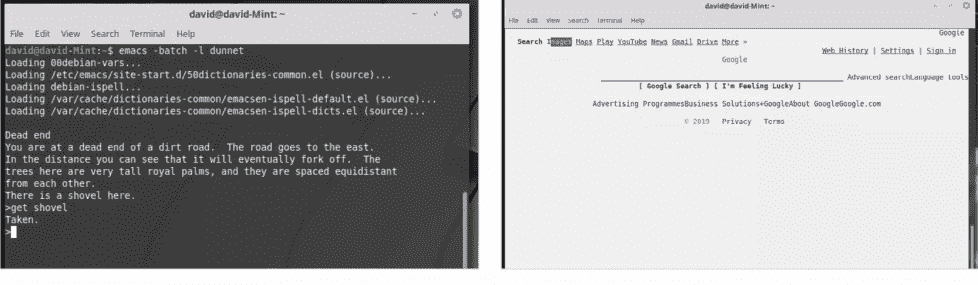 david@david-Mint: ~
File Edit View Search Terminal Help
david@david-Mint:~$ emacs -batch -l dunnet
Loading 00debian-vars...
Loading /etc/emacs/site-start.d/50dictionaries-common.el (source)...
Loading debian-ispell...
Loading /var/cache/dictionaries-common/emacsen-ispell-default.el (source)...
Loading /var/cache/dictionaries-common/emacsen-ispell-dicts.el (source)...
Dead end
You are at a dead end of a dirt road.  The road goes to the east.
In the distance you can see that it will eventually fork off.  The
trees here are very tall royal palms, and they are spaced equidistant
from each other.
There is a shovel here.
>get shovel
Taken.
>
david@david-Mint: ~
File Edit View Search Terminal Help
Google
Search Images Maps Play YouTube News Gmail Drive More »
Web History | Settings | Sign in
Google
Advanced searchLanguage tools
[ Google Search ] [ I'm Feeling Lucky ]
Advertising ProgrammesBusiness Solutions+GoogleAbout GoogleGoogle.com
© 2019 Privacy Terms